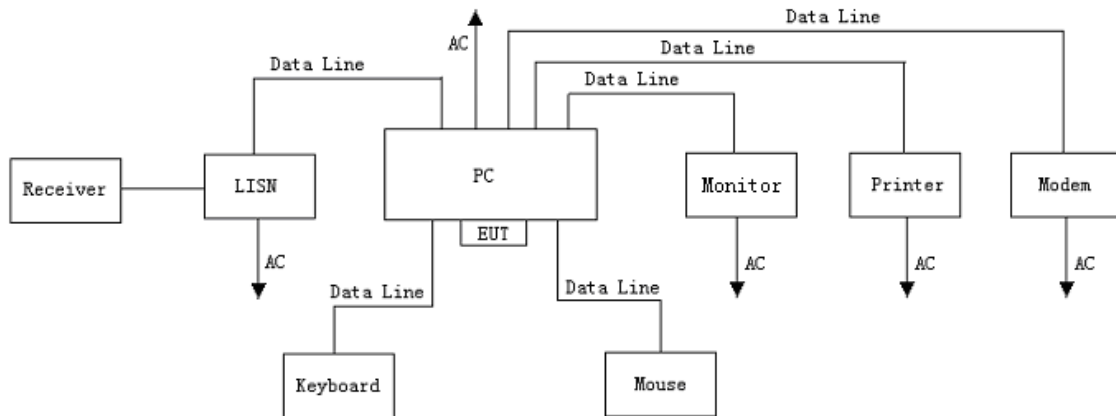 Data Line
AC
Data Line
Data Line
Data Line
Receiver
LISN
PC
Monitor
Printer
Modem
EUT
AC
AC
AC
AC
Data Line
Data Line
Keyboard
Mouse